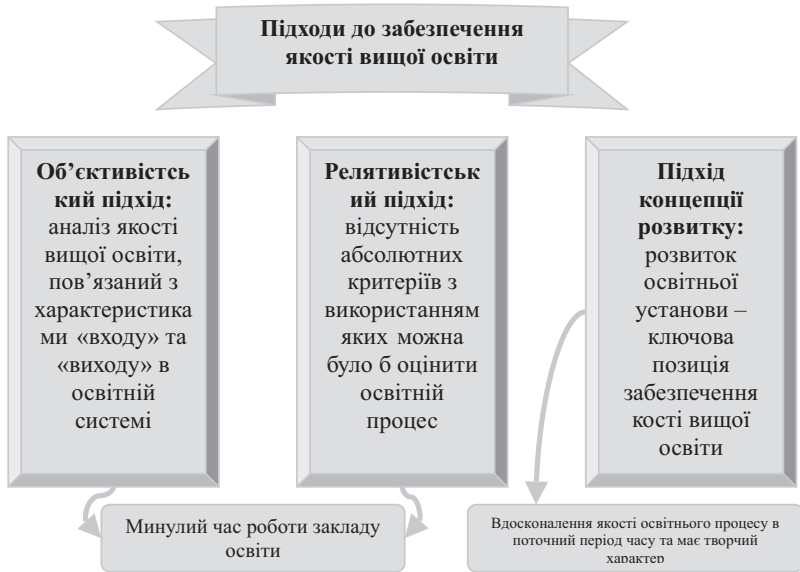 Підходи до забезпечення
якості вищої освіти
Об’єктивістсь
кий підхід:
аналіз якості
вищої освіти,
пов’язаний з
характеристика
ми «входу» та
«виходу» в
освітній
системі
Релятивістськ
ий підхід:
відсутність
абсолютних
критеріїв з
використанням
яких можна
було б оцінити
освітній
процес
Підхід
концепції
розвитку:
розвиток
освітньої
установи –
ключова
позиція
забезпечення
кості вищої
освіти
Минулий час роботи закладу
освіти
Вдосконалення якості освітнього процесу в
поточний період часу та має творчий
характер